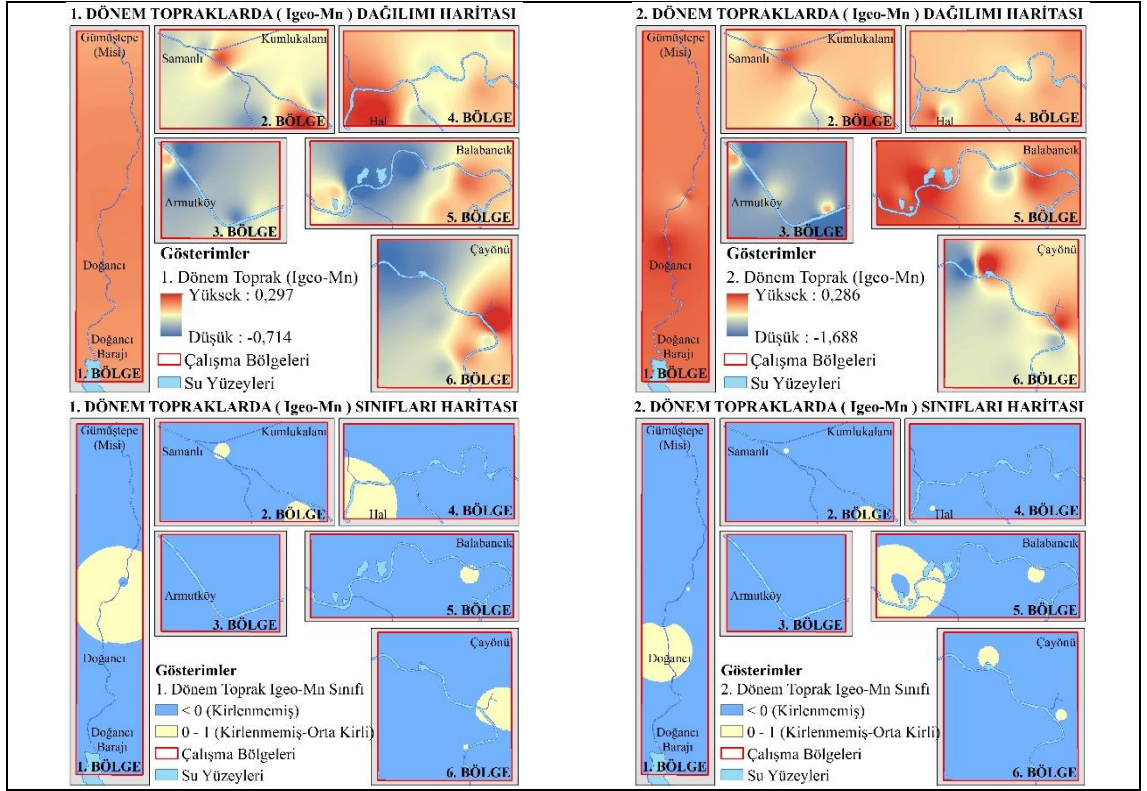 1. DÖNEM TOPRAKLARDA ( Igeo-Mn ) DAĞILIMI HARİTASI
Gümüştepe
(Misi)
Kumlukalanı
Samanlı
2. BÖLGE
Hal
4. BÖLGE
Armutköy
3. BÖLGE
Balabancık
5. BÖLGE
Doğancı
Doğancı
Barajı
1. BÖLGE
Çayönü
6. BÖLGE
Gösterimler
1. Dönem Toprak (Igeo-Mn)
Yüksek : 0,297
Düşük : -0,714
Çalışma Bölgeleri
Su Yüzeyleri
2. DÖNEM TOPRAKLARDA ( Igeo-Mn ) DAĞILIMI HARİTASI
Gümüştepe
(Misi)
Kumlukalanı
Samanlı
2. BÖLGE
Hal
4. BÖLGE
Armutköy
3. BÖLGE
Balabancık
5. BÖLGE
Doğancı
Doğancı
Barajı
1. BÖLGE
Çayönü
6. BÖLGE
Gösterimler
2. Dönem Toprak (Igeo-Mn)
Yüksek : 0,286
Düşük : -1,688
Çalışma Bölgeleri
Su Yüzeyleri
1. DÖNEM TOPRAKLARDA ( Igeo-Mn ) SINIFLARI HARİTASI
Gümüştepe
(Misi)
Kumlukalanı
Samanlı
2. BÖLGE
Hal
4. BÖLGE
Armutköy
3. BÖLGE
Balabancık
5. BÖLGE
Doğancı
Doğancı
Barajı
1. BÖLGE
Çayönü
6. BÖLGE
Gösterimler
1. Dönem Toprak Igeo-Mn Sınıfı
< 0 (Kirlenmemiş)
0 - 1 (Kirlenmemiş-Orta Kirli)
Çalışma Bölgeleri
Su Yüzeyleri
2. DÖNEM TOPRAKLARDA ( Igeo-Mn ) SINIFLARI HARİTASI
Gümüştepe
(Misi)
Kumlukalanı
Samanlı
2. BÖLGE
Hal
4. BÖLGE
Armutköy
3. BÖLGE
Balabancık
5. BÖLGE
Doğancı
Doğancı
Barajı
1. BÖLGE
Çayönü
6. BÖLGE
Gösterimler
2. Dönem Toprak Igeo-Mn Sınıfı
< 0 (Kirlenmemiş)
0 - 1 (Kirlenmemiş-Orta Kirli)
Çalışma Bölgeleri
Su Yüzeyleri